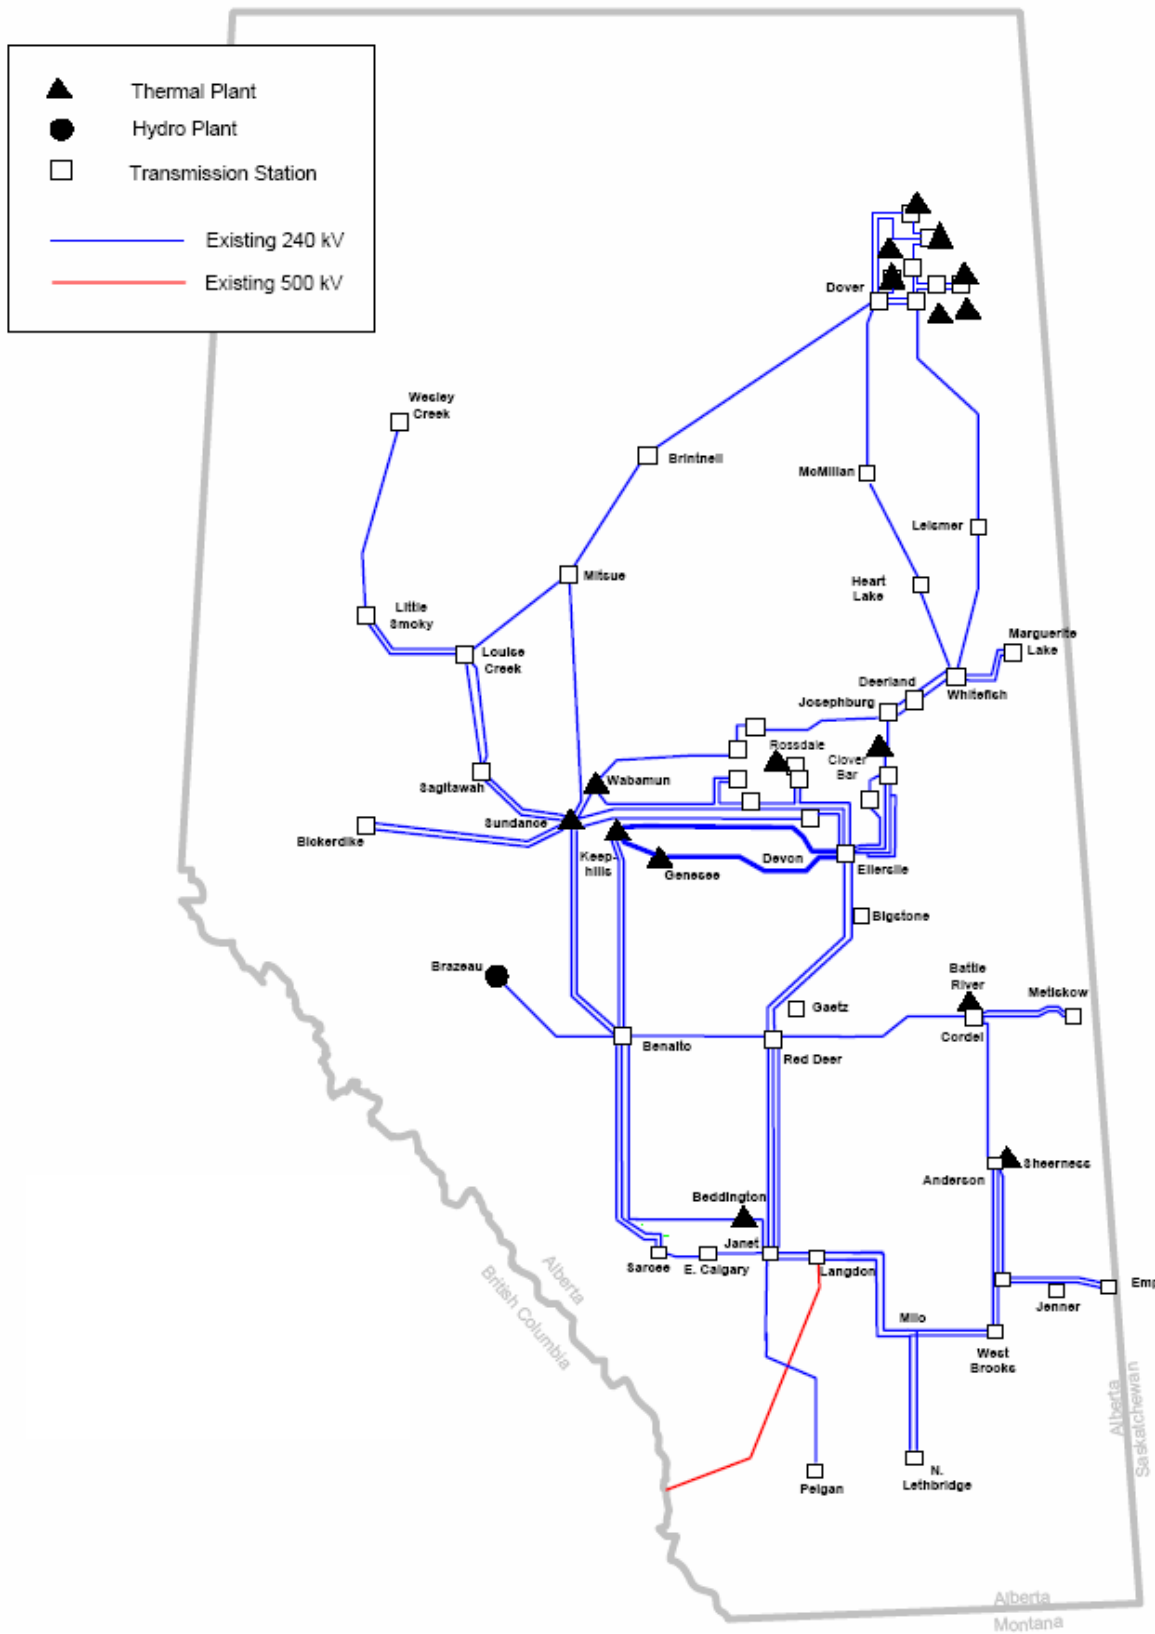 Thermal Plant
Hydro Plant
Transmission Station
Existing 240 kV
Existing 500 kV
Dover
Wesley
Creek
Brintnell
McMillan
Leismer
Mitsue
Heart
Lake
Little
Smoky
Marguerite
Lake
Louise
Creek
Deerland
Whitefish
Josephburg
Rossdale
Clover
Bar
Wabamun
Sagitawah
Sundance
Bickerdike
Keep-
hills
Devon
Ellerslie
Genesee
Bigstone
Brazeau
Battle
River
Metiskow
Gaetz
Cordel
Benalto
Red Deer
Sheerness
Anderson
Beddington
Janet
Sarcee
E. Calgary
Langdon
Emp
Jenner
Milo
West
Brooks
Alberta
British Columbia
Alberta
Saskatchewan
Peigan
N.
Lethbridge
Alberta
Montana